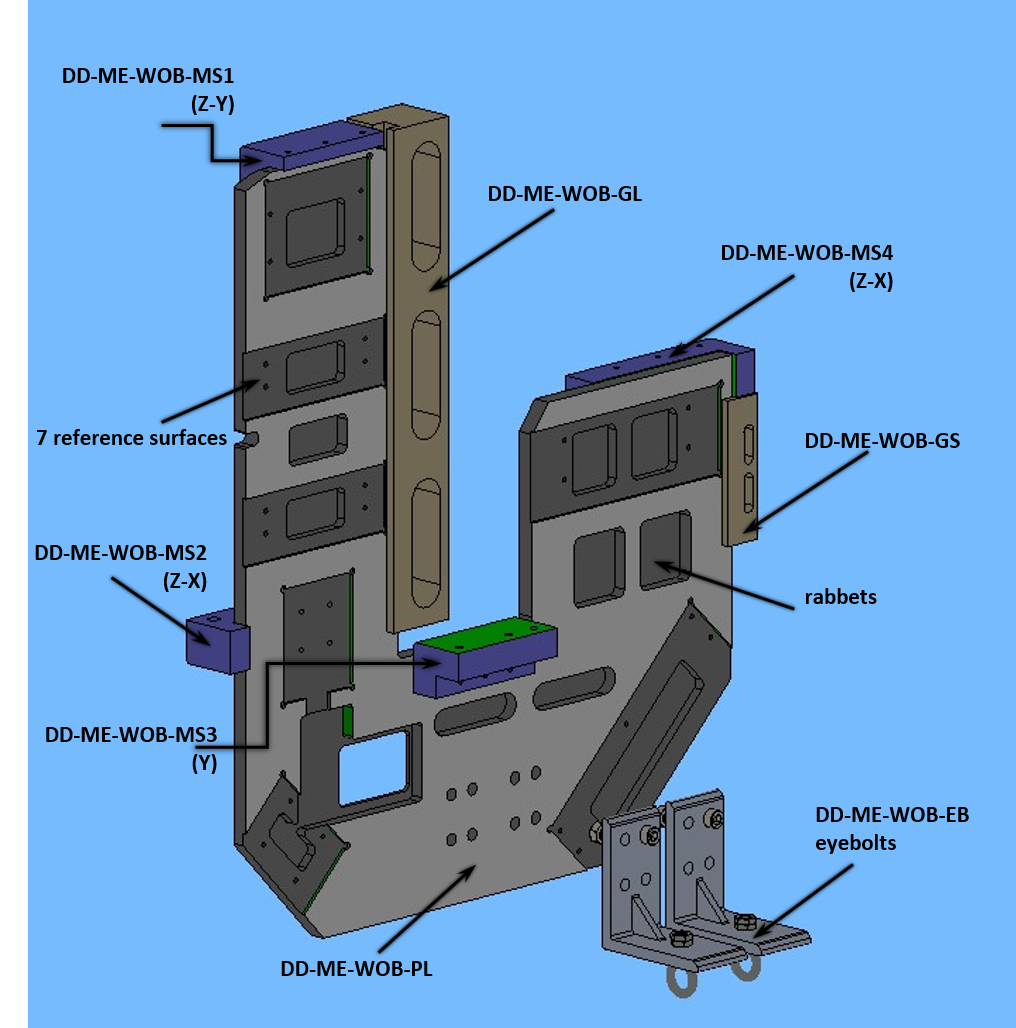 DD-ME-WOB-MS1
(Z-Y)
DD-ME-WOB-GL
DD-ME-WOB-MS4
(Z-X)
7 reference surfaces
DD-ME-WOB-GS
DD-ME-WOB-MS2
(Z-X)
rabbets
DD-ME-WOB-MS3
(Y)
DD-ME-WOB-EB
eyebolts
DD-ME-WOB-PL